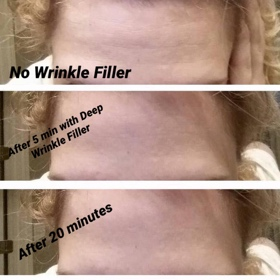 No Wrinkle Filler
After 5 min with Deep
Wrinkle Filler
After 20 minutes